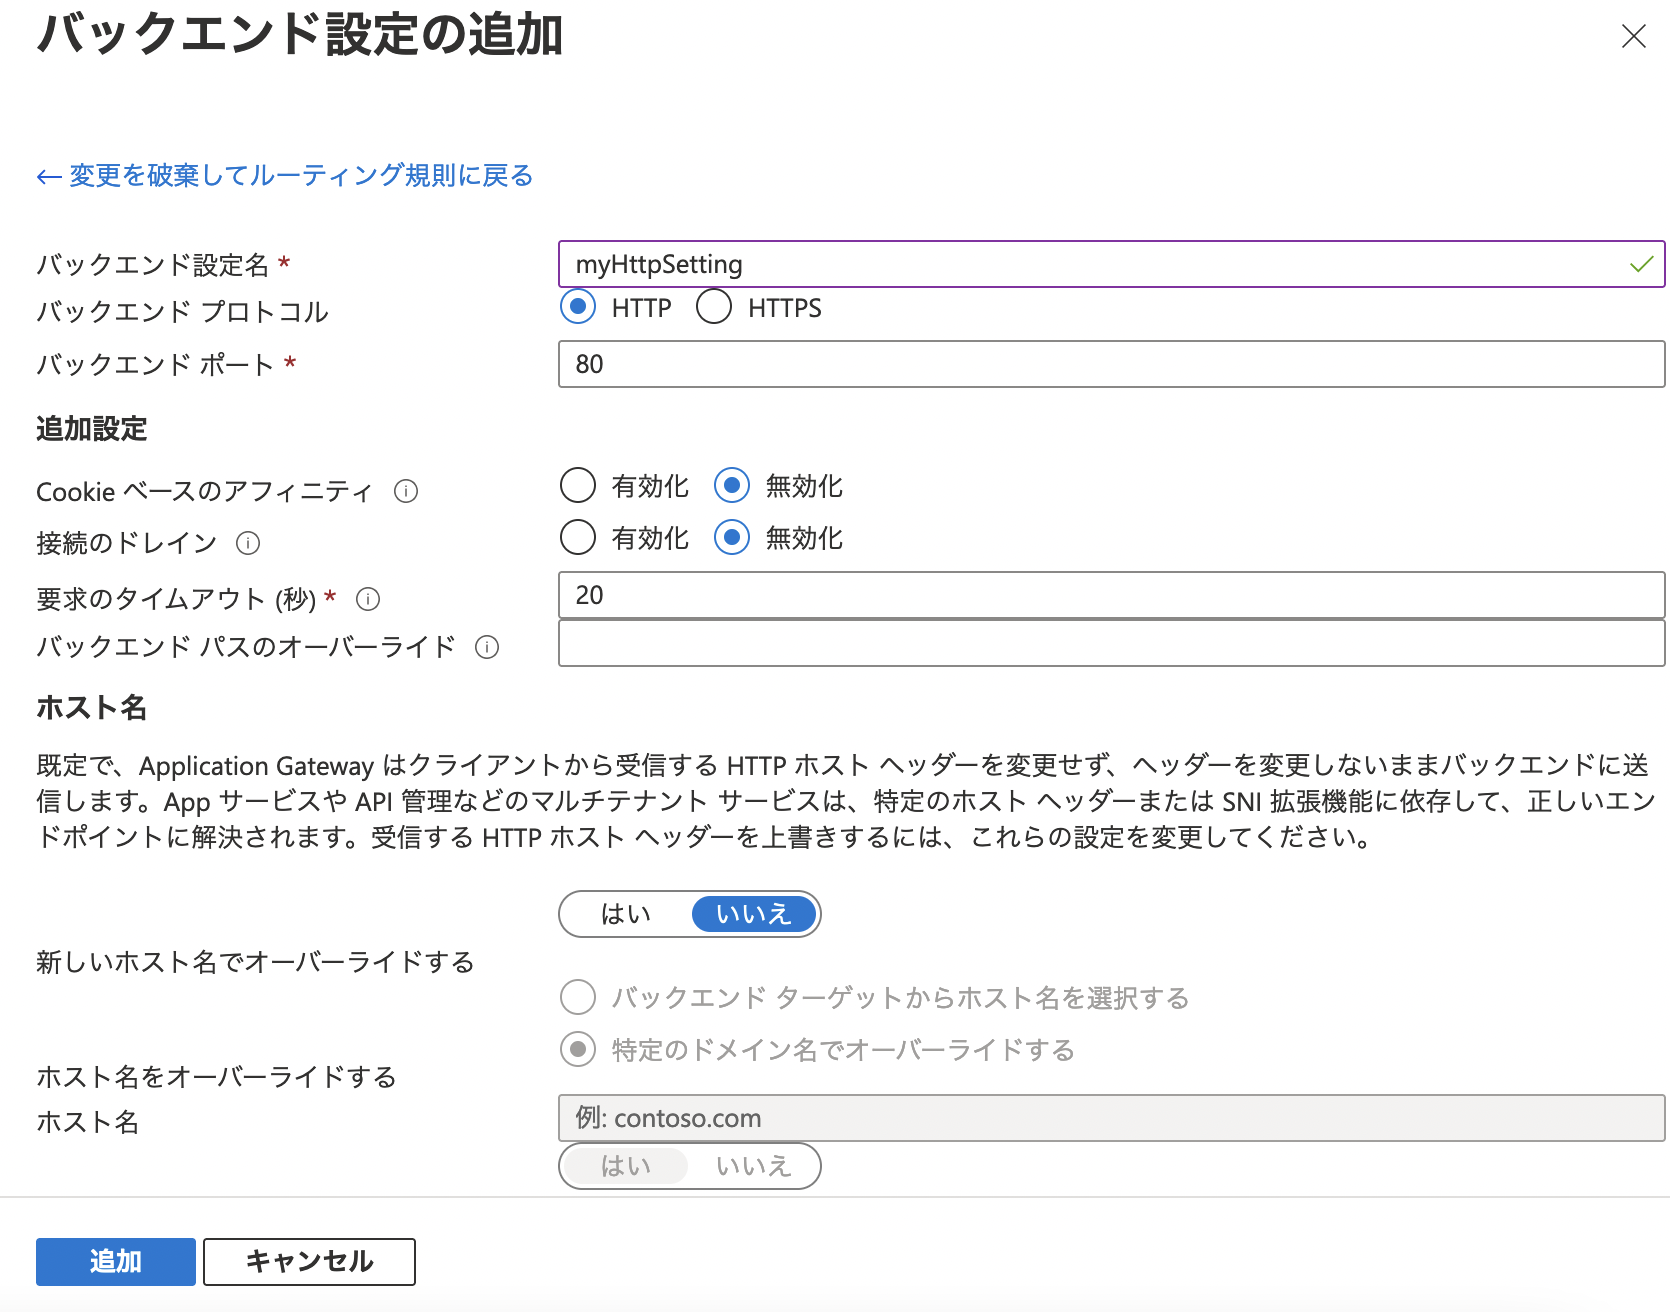 バックエンド設定の追加
← 変更を破棄してルーティング規則に戻る
バックエンド設定名 *
myHttpSetting
バックエンド プロトコル
HTTP HTTPS
バックエンド ポート *
80
追加設定
Cookie ベースのアフィニティ
有効化 無効化
接続のドレイン
有効化 無効化
要求のタイムアウト (秒) *
20
バックエンド パスのオーバーライド
ホスト名
既定で、Application Gateway はクライアントから受信する HTTP ホスト ヘッダーを変更せず、ヘッダーを変更しないままバックエンドに送
信します。App サービスや API 管理などのマルチテナント サービスは、特定のホスト ヘッダーまたは SNI 拡張機能に依存して、正しいエン
ドポイントに解決されます。受信する HTTP ホスト ヘッダーを上書きするには、これらの設定を変更してください。
はい いいえ
新しいホスト名でオーバーライドする
バックエンド ターゲットからホスト名を選択する
特定のドメイン名でオーバーライドする
ホスト名をオーバーライドする
ホスト名
例: contoso.com
はい いいえ
追加 キャンセル